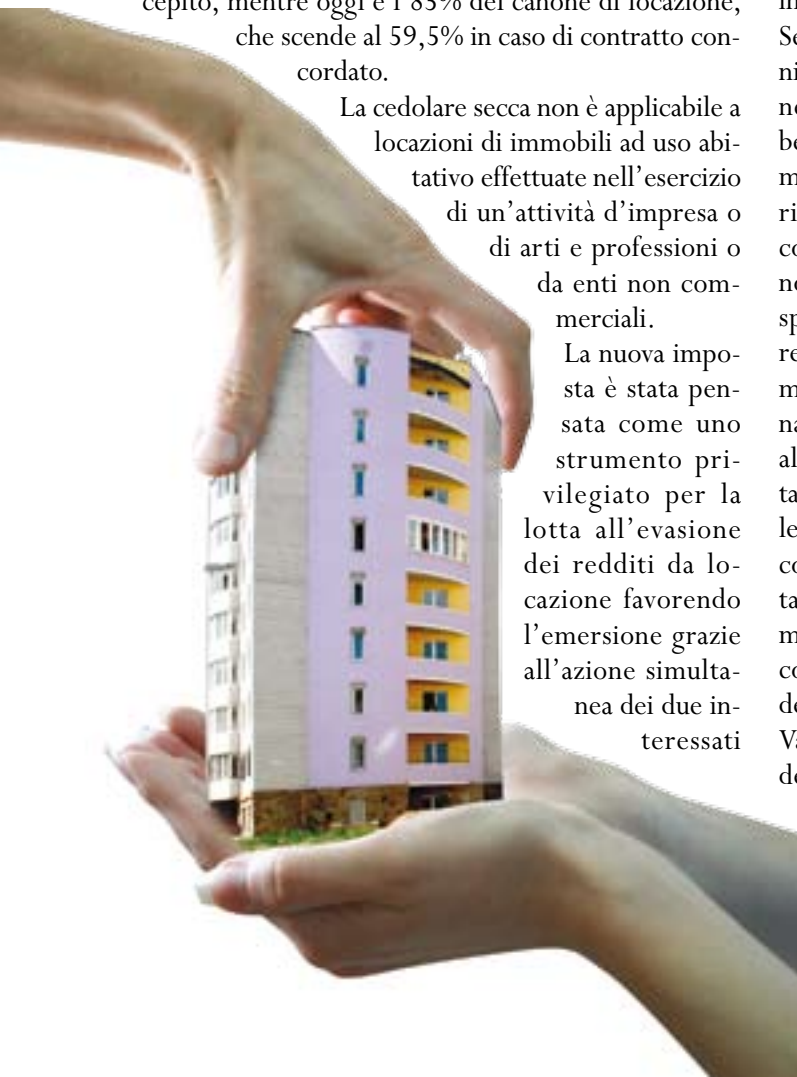 cepito, mentre oggi è l'85% del canone di locazione,
che scende al 59,5% in caso di contratto con-
cordato.
La cedolare secca non è applicabile a
locazioni di immobili ad uso abi-
tativo effettuate nell'esercizio
di un'attività d'impresa o
di arti e professioni o
da enti non com-
merciali.
La nuova impo-
sta è stata pen-
sata come uno
strumento pri-
vilegiato per la
lotta all'evasione
dei redditi da lo-
cazione favorendo
l'emersione grazie
all'azione simulta-
nea dei due in-
teressati